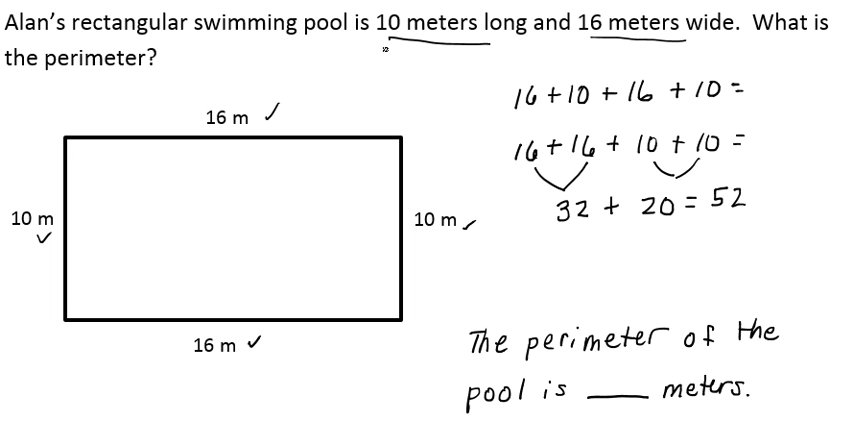 Alan's rectangular swimming pool is 10 meters long and 16 meters wide. What is
the perimeter?
16 m ✓
10 m
✓
10 m ✓
16 m ✓
16 + 10 + 16 + 10 =
16 + 16 + 10 + 10 =
32 + 20 = 52
The perimeter of the
pool is ___ meters.